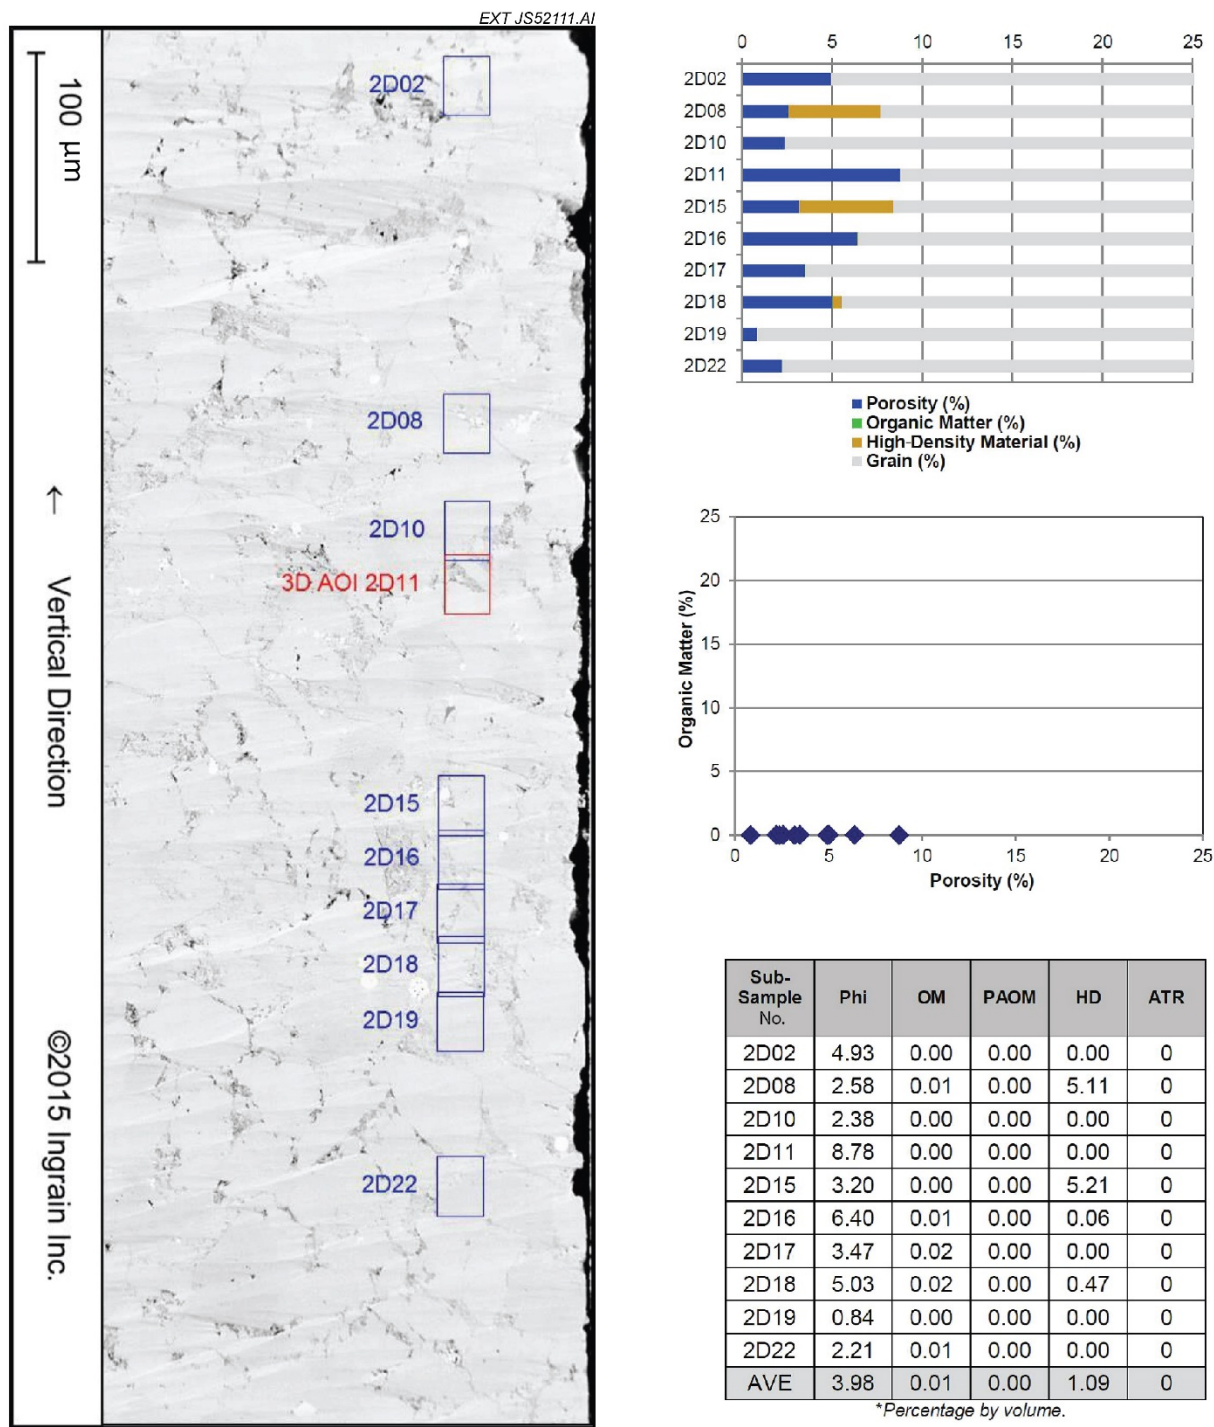 EXT JS52111.AI
100 µm
← Vertical Direction
©2015 Ingrain Inc.
2D02
2D08
2D10
3D AOI 2D11
2D15
2D16
2D17
2D18
2D19
2D22
0 5 10 15 20 25
2D02
2D08
2D10
2D11
2D15
2D16
2D17
2D18
2D19
2D22
0 5 10 15 20 25
Porosity (%)
Organic Matter (%)
High-Density Material (%)
Grain (%)
25
20
15
10
5
0
Organic Matter (%)
0 5 10 15 20 25
Porosity (%)
Sub-Sample No. Phi OM PAOM HD ATR
2D02 4.93 0.00 0.00 0.00 0
2D08 2.58 0.01 0.00 5.11 0
2D10 2.38 0.00 0.00 0.00 0
2D11 8.78 0.00 0.00 0.00 0
2D15 3.20 0.00 0.00 5.21 0
2D16 6.40 0.01 0.00 0.06 0
2D17 3.47 0.02 0.00 0.00 0
2D18 5.03 0.02 0.00 0.47 0
2D19 0.84 0.00 0.00 0.00 0
2D22 2.21 0.01 0.00 0.00 0
AVE 3.98 0.01 0.00 1.09 0
*Percentage by volume.